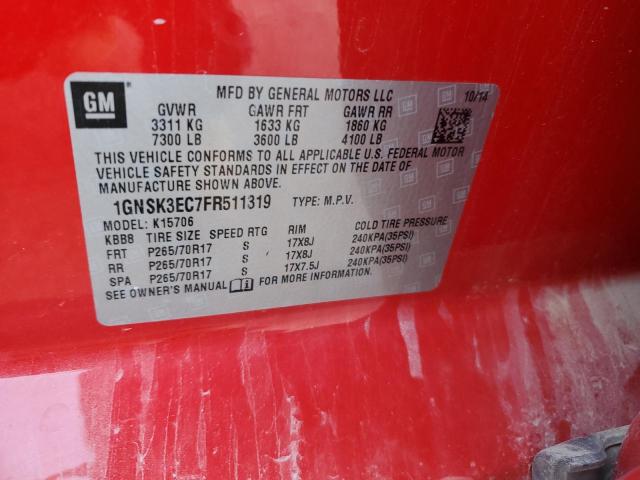 GM
MFD BY GENERAL MOTORS LLC 10/14
GVWR GAWR FRT GAWR RR
3311 KG 1633 KG 1860 KG
7300 LB 3600 LB 4100 LB
THIS VEHICLE CONFORMS TO ALL APPLICABLE U.S. FEDERAL MOTOR
VEHICLE SAFETY STANDARDS IN EFFECT ON THE DATE OF
MANUFACTURE SHOWN ABOVE.
1GNSK3EC7FR511319 TYPE: M.P.V.
MODEL: K15706
KBB8 TIRE SIZE SPEED RTG RIM COLD TIRE PRESSURE
FRT P265/70R17 S 17X8J 240KPA(35PSI)
RR P265/70R17 S 17X8J 240KPA(35PSI)
SPA P265/70R17 S 17X7.5J 240KPA(35PSI)
SEE OWNER'S MANUAL FOR MORE INFORMATION.